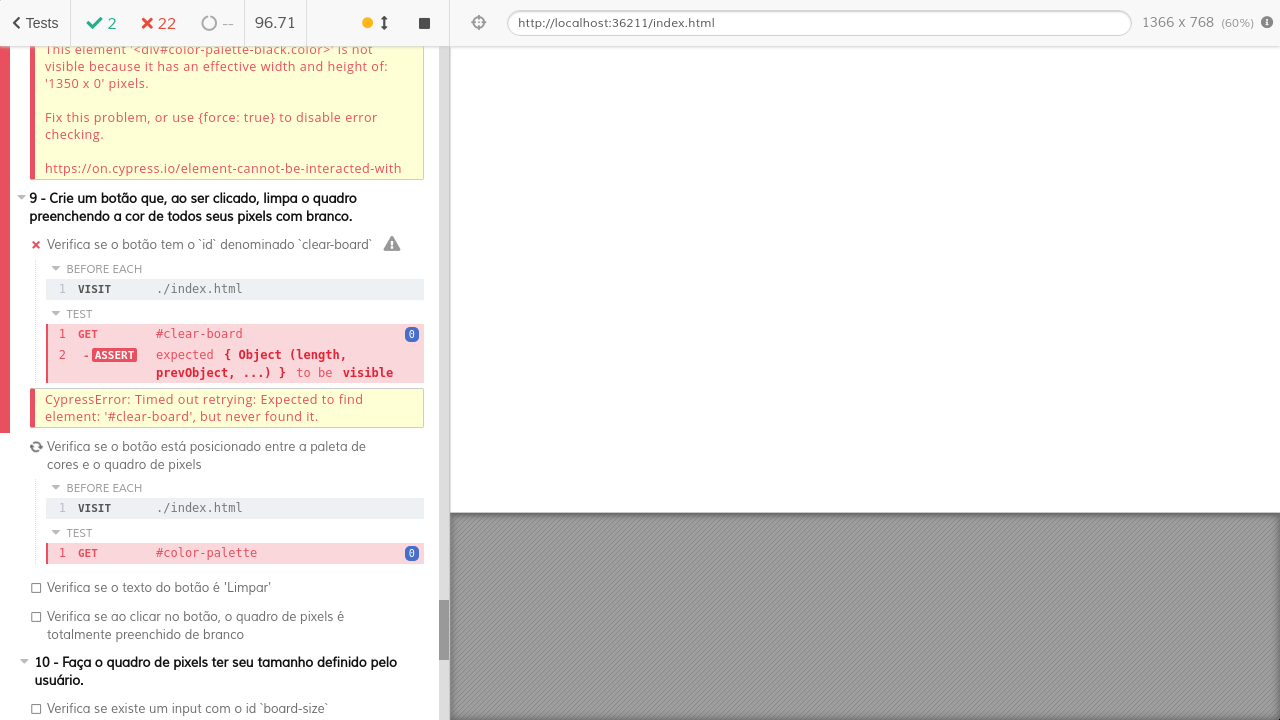 Tests 2 22 -- 96.71 http://localhost:36211/index.html 1366 x 768 (60%)
This element '<div#color-palette-black.color>' is not
visible because it has an effective width and height of:
'1350 x 0' pixels.
Fix this problem, or use {force: true} to disable error
checking.
https://on.cypress.io/element-cannot-be-interacted-with
9 - Crie um botão que, ao ser clicado, limpa o quadro
preenchendo a cor de todos seus pixels com branco.
Verifica se o botão tem o `id` denominado `clear-board`
BEFORE EACH
1 VISIT ./index.html
TEST
1 GET #clear-board 0
2 -ASSERT expected { Object (length,
prevObject, ...) } to be visible
CypressError: Timed out retrying: Expected to find
element: '#clear-board', but never found it.
Verifica se o botão está posicionado entre a paleta de
cores e o quadro de pixels
BEFORE EACH
1 VISIT ./index.html
TEST
1 GET #color-palette 0
Verifica se o texto do botão é 'Limpar'
Verifica se ao clicar no botão, o quadro de pixels é
totalmente preenchido de branco
10 - Faça o quadro de pixels ter seu tamanho definido pelo
usuário.
Verifica se existe um input com o id `board-size`